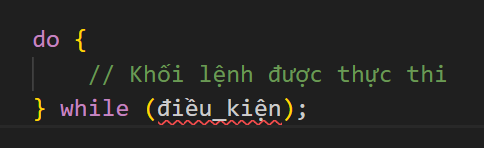 do {
// Khối lệnh được thực thi
} while (điều_kiện);